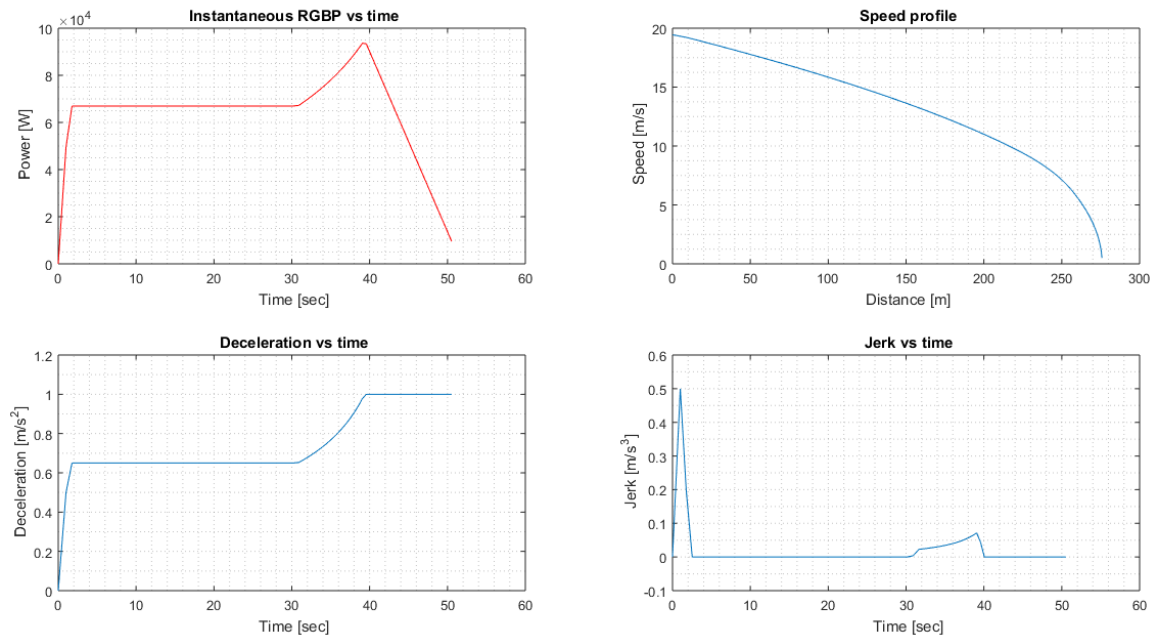 Instantaneous RGBP vs time
×10⁴
10
8
6
4
2
0
Power [W]
0 10 20 30 40 50 60
Time [sec]
Speed profile
20
15
10
5
0
Speed [m/s]
0 50 100 150 200 250 300
Distance [m]
Deceleration vs time
1.2
1
0.8
0.6
0.4
0.2
0
Deceleration [m/s²]
0 10 20 30 40 50 60
Time [sec]
Jerk vs time
0.6
0.5
0.4
0.3
0.2
0.1
0
-0.1
Jerk [m/s³]
0 10 20 30 40 50 60
Time [sec]